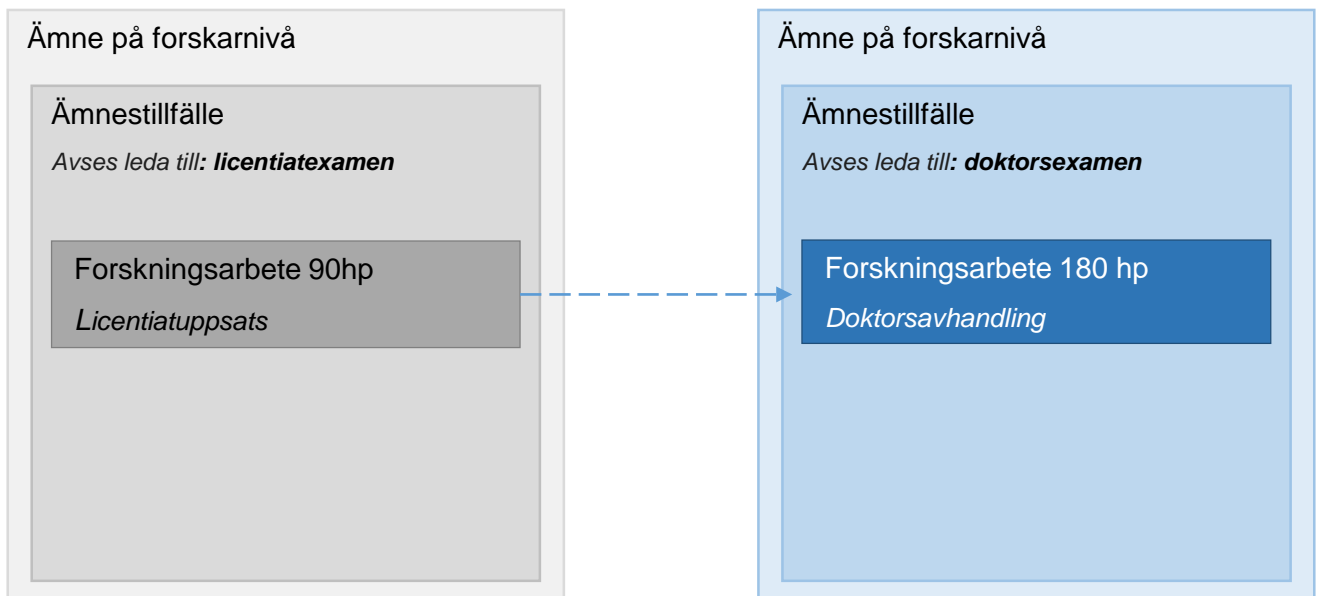 Ämne på forskarnivå
Ämnestillfälle
Avses leda till: licentiatexamen
Forskningsarbete 90hp
Licentiatuppsats
Ämne på forskarnivå
Ämnestillfälle
Avses leda till: doktorsexamen
Forskningsarbete 180 hp
Doktorsavhandling